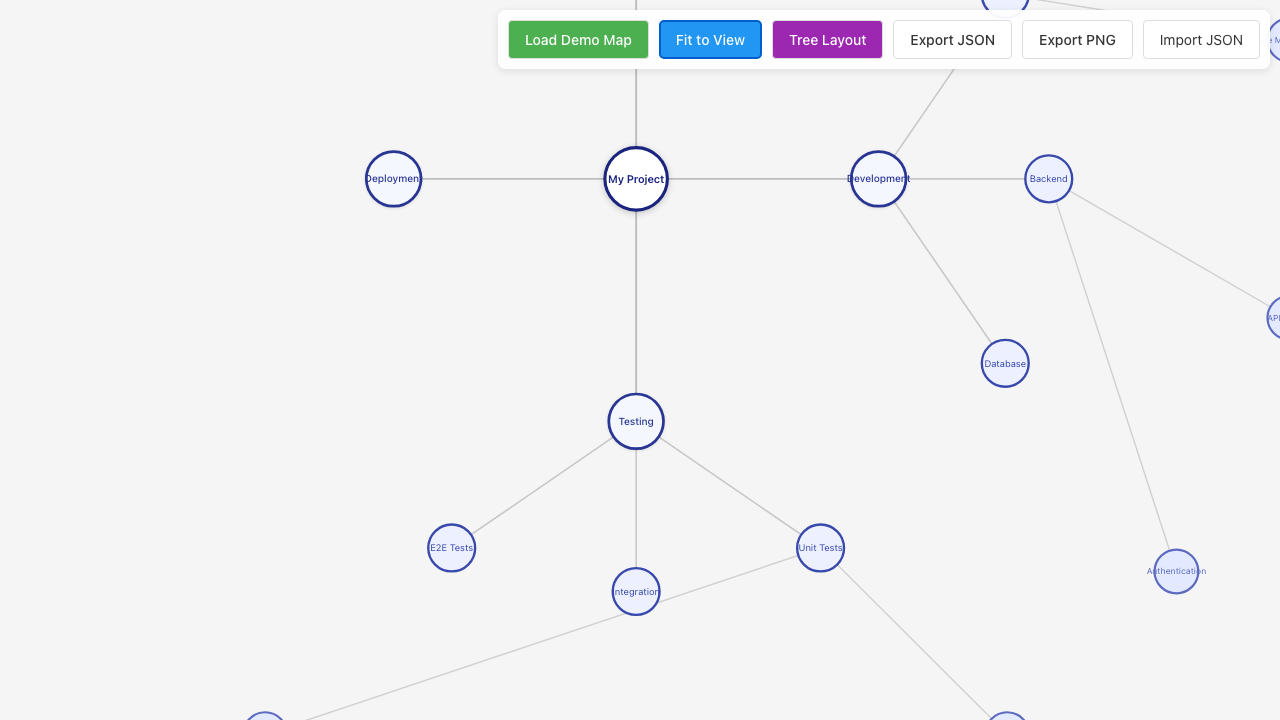 Load Demo Map
Fit to View
Tree Layout
Export JSON
Export PNG
Import JSON
Deployment
My Project
Development
Backend
API
Database
Testing
E2E Tests
Integration
Unit Tests
Authentication